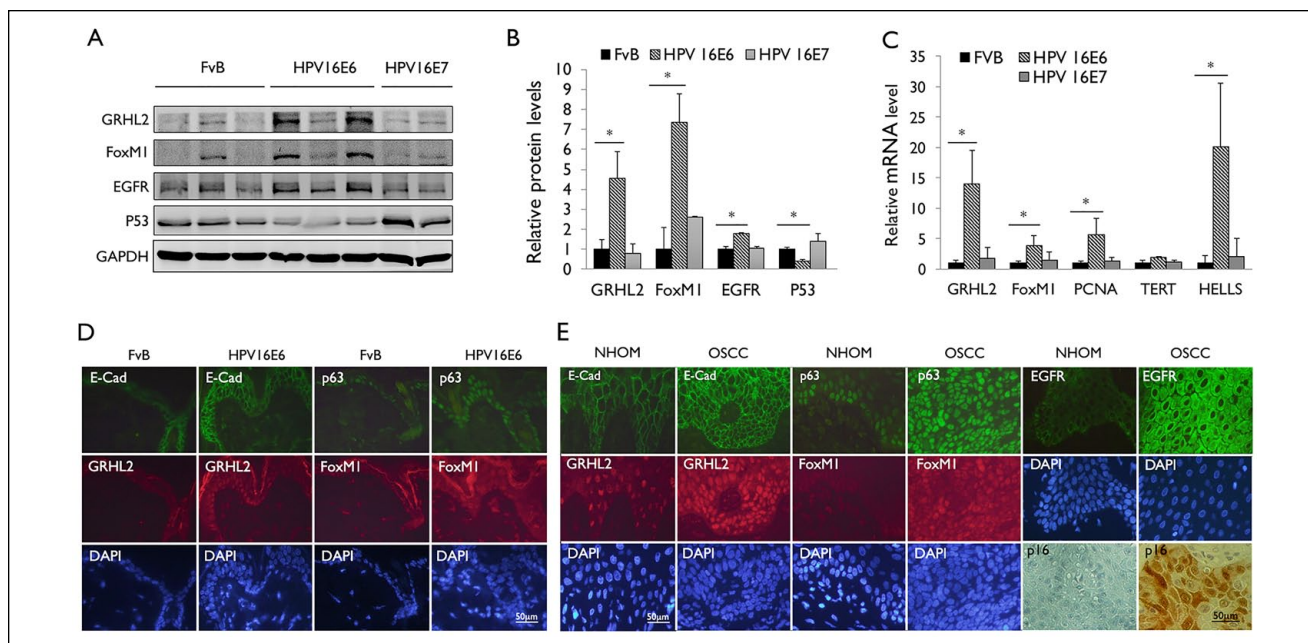 A
FvB HPV16E6 HPV16E7
GRHL2
FoxM1
EGFR
P53
GAPDH
B
FvB HPV 16E6 HPV 16E7
Relative protein levels
10
9
8
7
6
5
4
3
2
1
0
* * * *
GRHL2 FoxM1 EGFR P53
C
FVB HPV 16E6
HPV 16E7
Relative mRNA level
35
30
25
20
15
10
5
0
* * * *
GRHL2 FoxM1 PCNA TERT HELLS
D
FvB HPV16E6 FvB HPV16E6
E-Cad E-Cad p63 p63
GRHL2 GRHL2 FoxM1 FoxM1
DAPI DAPI DAPI DAPI
50μm
E
NHOM OSCC NHOM OSCC NHOM OSCC
E-Cad E-Cad p63 p63 EGFR EGFR
GRHL2 GRHL2 FoxM1 FoxM1 DAPI DAPI
DAPI DAPI DAPI DAPI p16 p16
50μm 50μm